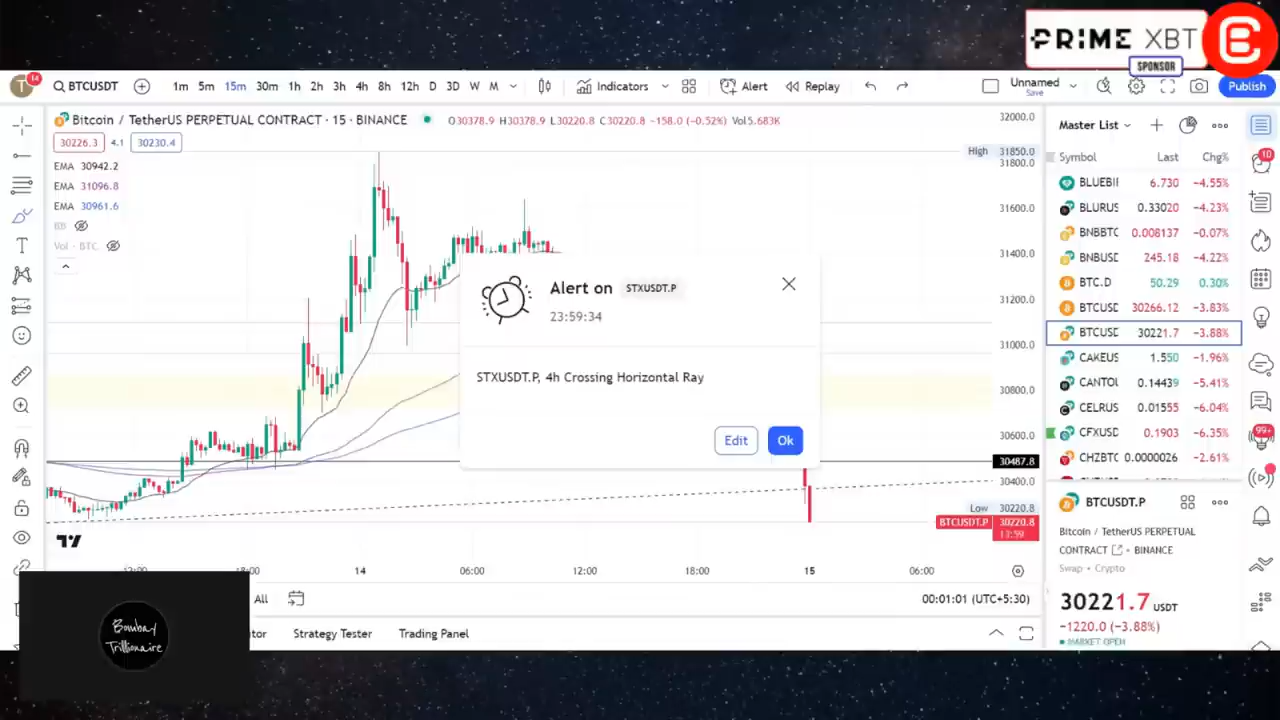 PRIME XBT
SPONSOR
14
BTCUSDT
1m 5m 15m 30m 1h 2h 3h 4h 8h 12h D 3D W M
Indicators
Alert
Replay
Unnamed
Save
Publish
Bitcoin / TetherUS PERPETUAL CONTRACT · 15 · BINANCE
O30378.9 H30378.9 L30220.8 C30220.8 −158.0 (−0.52%) Vol5.683K
30226.3 4.1 30230.4
EMA 30942.2
EMA 31096.8
EMA 30961.6
BB
Vol · BTC
32000.0
High 31850.0
31800.0
31600.0
31400.0
31200.0
31000.0
30800.0
30600.0
30487.8
30400.0
Low 30220.8
BTCUSDT.P 30220.8
13:59
Alert on STXUSDT.P
23:59:34
STXUSDT.P, 4h Crossing Horizontal Ray
Edit
Ok
18:00 14 06:00 12:00 18:00 15 06:00
All
00:01:01 (UTC+5:30)
Strategy Tester
Trading Panel
Bombay
Trillionaire
Master List
Symbol Last Chg%
BLUEBI 6.730 −4.55%
BLURUS 0.33020 −4.23%
BNBBTC 0.008137 −0.07%
BNBUSD 245.18 −4.22%
BTC.D 50.29 0.30%
BTCUSD 30266.12 −3.83%
BTCUSD 30221.7 −3.88%
CAKEUS 1.550 −1.96%
CANTOU 0.14439 −5.41%
CELRUS 0.01555 −6.04%
CFXUSD 0.1903 −6.35%
CHZBTC 0.0000026 −2.61%
BTCUSDT.P
Bitcoin / TetherUS PERPETUAL
CONTRACT · BINANCE
Swap · Crypto
30221.7 USDT
−1220.0 (−3.88%)
MARKET OPEN
10
99+